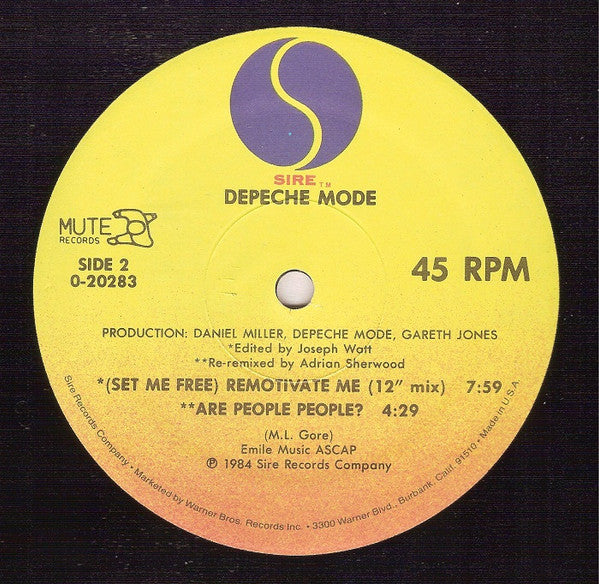 SIRE TM
DEPECHE MODE
MUTE
RECORDS
SIDE 2
0-20283
45 RPM
PRODUCTION: DANIEL MILLER, DEPECHE MODE, GARETH JONES
*Edited by Joseph Watt
**Re-remixed by Adrian Sherwood
*(SET ME FREE) REMOTIVATE ME (12” mix) 7:59
**ARE PEOPLE PEOPLE? 4:29
(M.L. Gore)
Emile Music ASCAP
℗ 1984 Sire Records Company
Sire Records Company • Marketed by Warner Bros. Records Inc. • 3300 Warner Blvd., Burbank, Calif. 91510 • Made in U.S.A.